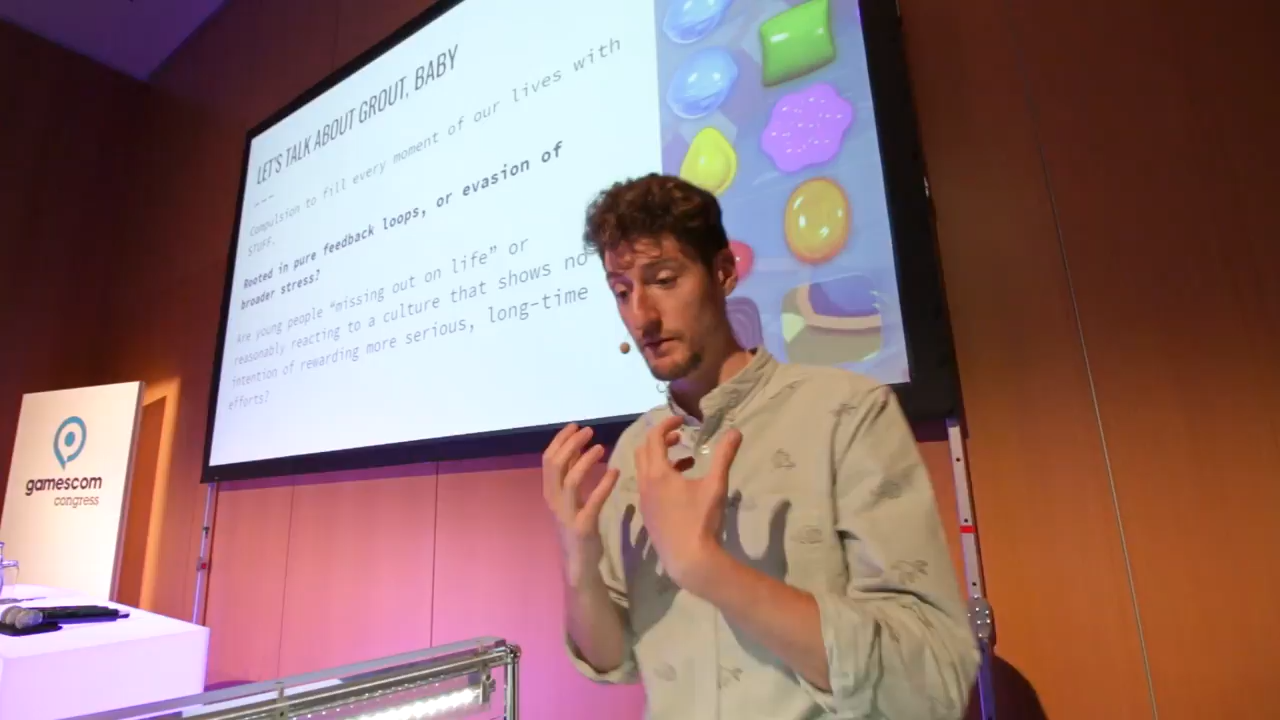 LET'S TALK ABOUT GROUT, BABY
---
Compulsion to fill every moment of our lives with
STUFF.
Rooted in pure feedback loops, or evasion of
broader stress?
Are young people “missing out on life” or
reasonably reacting to a culture that shows no
intention of rewarding more serious, long-time
efforts?
gamescom
congress